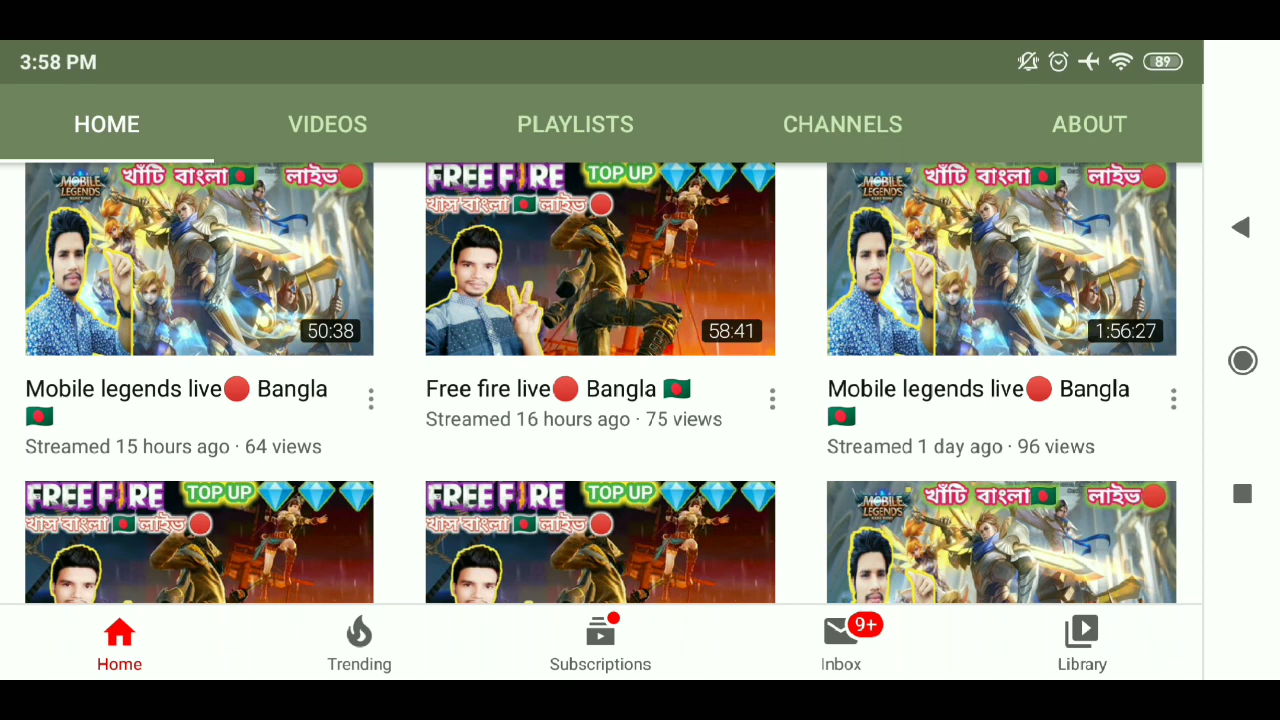 3:58 PM
89
HOME
VIDEOS
PLAYLISTS
CHANNELS
ABOUT
MOBILE LEGENDS
খাঁটি বাংলা🇧🇩 লাইভ🔴
50:38
FREE FIRE TOP UP
খাস বাংলা🇧🇩লাইভ🔴
58:41
MOBILE LEGENDS
খাঁটি বাংলা🇧🇩 লাইভ🔴
1:56:27
Mobile legends live🔴 Bangla
🇧🇩
Streamed 15 hours ago · 64 views
Free fire live🔴 Bangla 🇧🇩
Streamed 16 hours ago · 75 views
Mobile legends live🔴 Bangla
🇧🇩
Streamed 1 day ago · 96 views
FREE FIRE TOP UP
খাস বাংলা🇧🇩লাইভ🔴
FREE FIRE TOP UP
খাস বাংলা🇧🇩লাইভ🔴
MOBILE LEGENDS
খাঁটি বাংলা🇧🇩 লাইভ🔴
Home
Trending
Subscriptions
9+
Inbox
Library